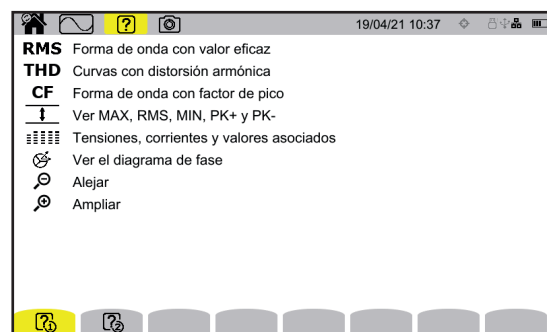 19/04/21 10:37
RMS Forma de onda con valor eficaz
THD Curvas con distorsión armónica
CF Forma de onda con factor de pico
Ver MAX, RMS, MIN, PK+ y PK-
Tensiones, corrientes y valores asociados
Ver el diagrama de fase
Alejar
Ampliar